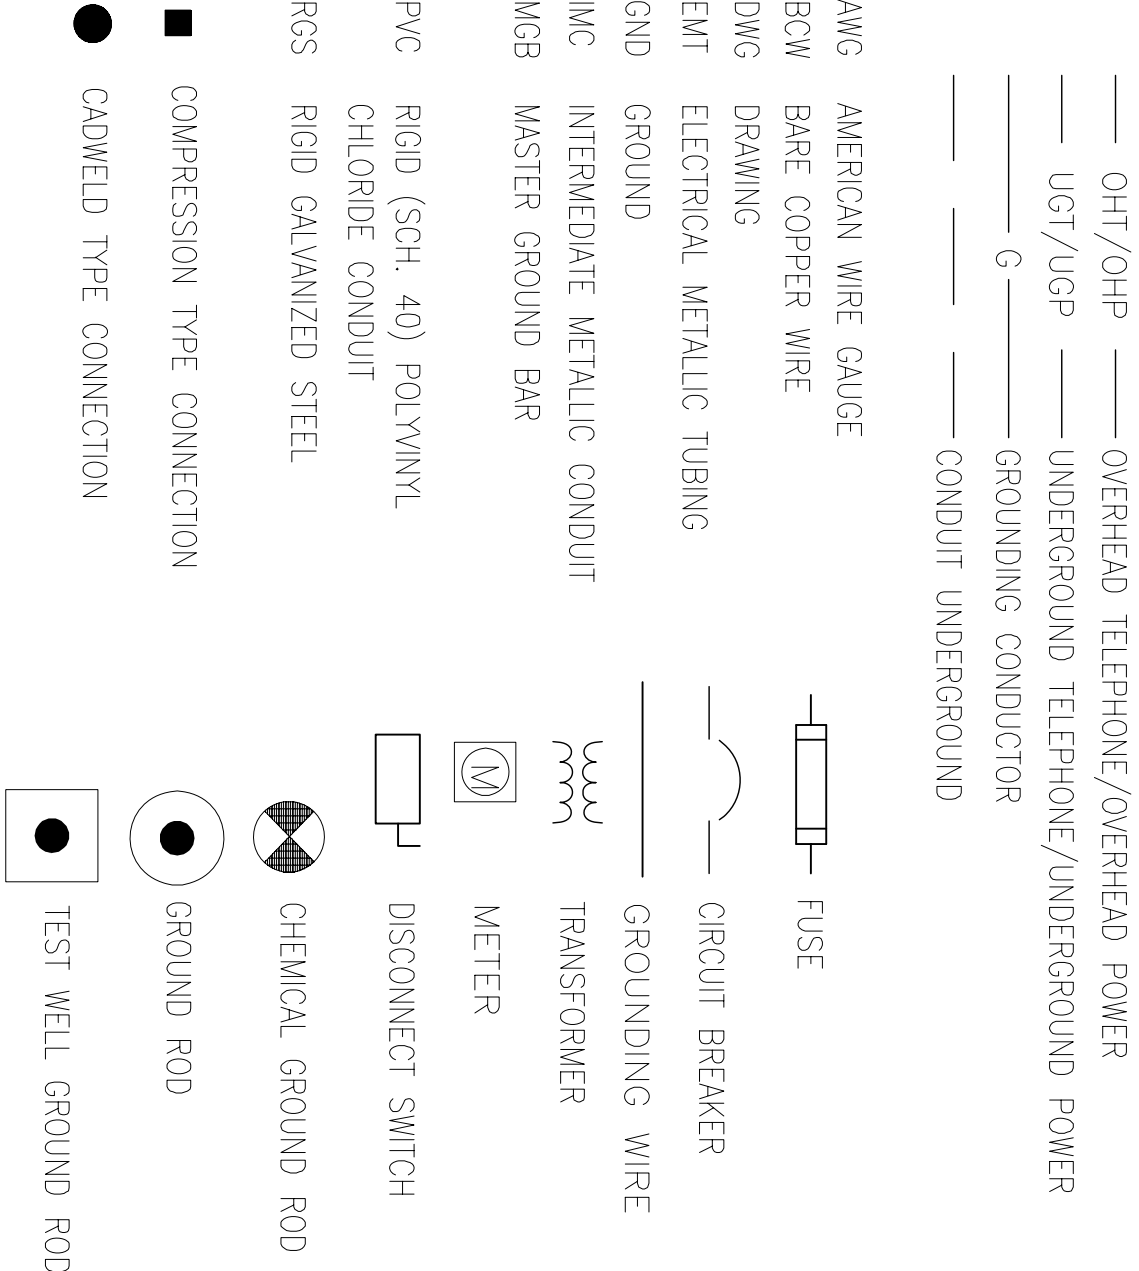 OHT/OHP OVERHEAD TELEPHONE/OVERHEAD POWER
UGT/UGP UNDERGROUND TELEPHONE/UNDERGROUND POWER
G GROUNDING CONDUCTOR
CONDUIT UNDERGROUND
AWG AMERICAN WIRE GAUGE
BCW BARE COPPER WIRE
DWG DRAWING
EMT ELECTRICAL METALLIC TUBING
GND GROUND
IMC INTERMEDIATE METALLIC CONDUIT
MGB MASTER GROUND BAR
PVC RIGID (SCH. 40) POLYVINYL
CHLORIDE CONDUIT
RGS RIGID GALVANIZED STEEL
COMPRESSION TYPE CONNECTION
CADWELD TYPE CONNECTION
FUSE
CIRCUIT BREAKER
GROUNDING WIRE
TRANSFORMER
M METER
DISCONNECT SWITCH
CHEMICAL GROUND ROD
GROUND ROD
TEST WELL GROUND ROD